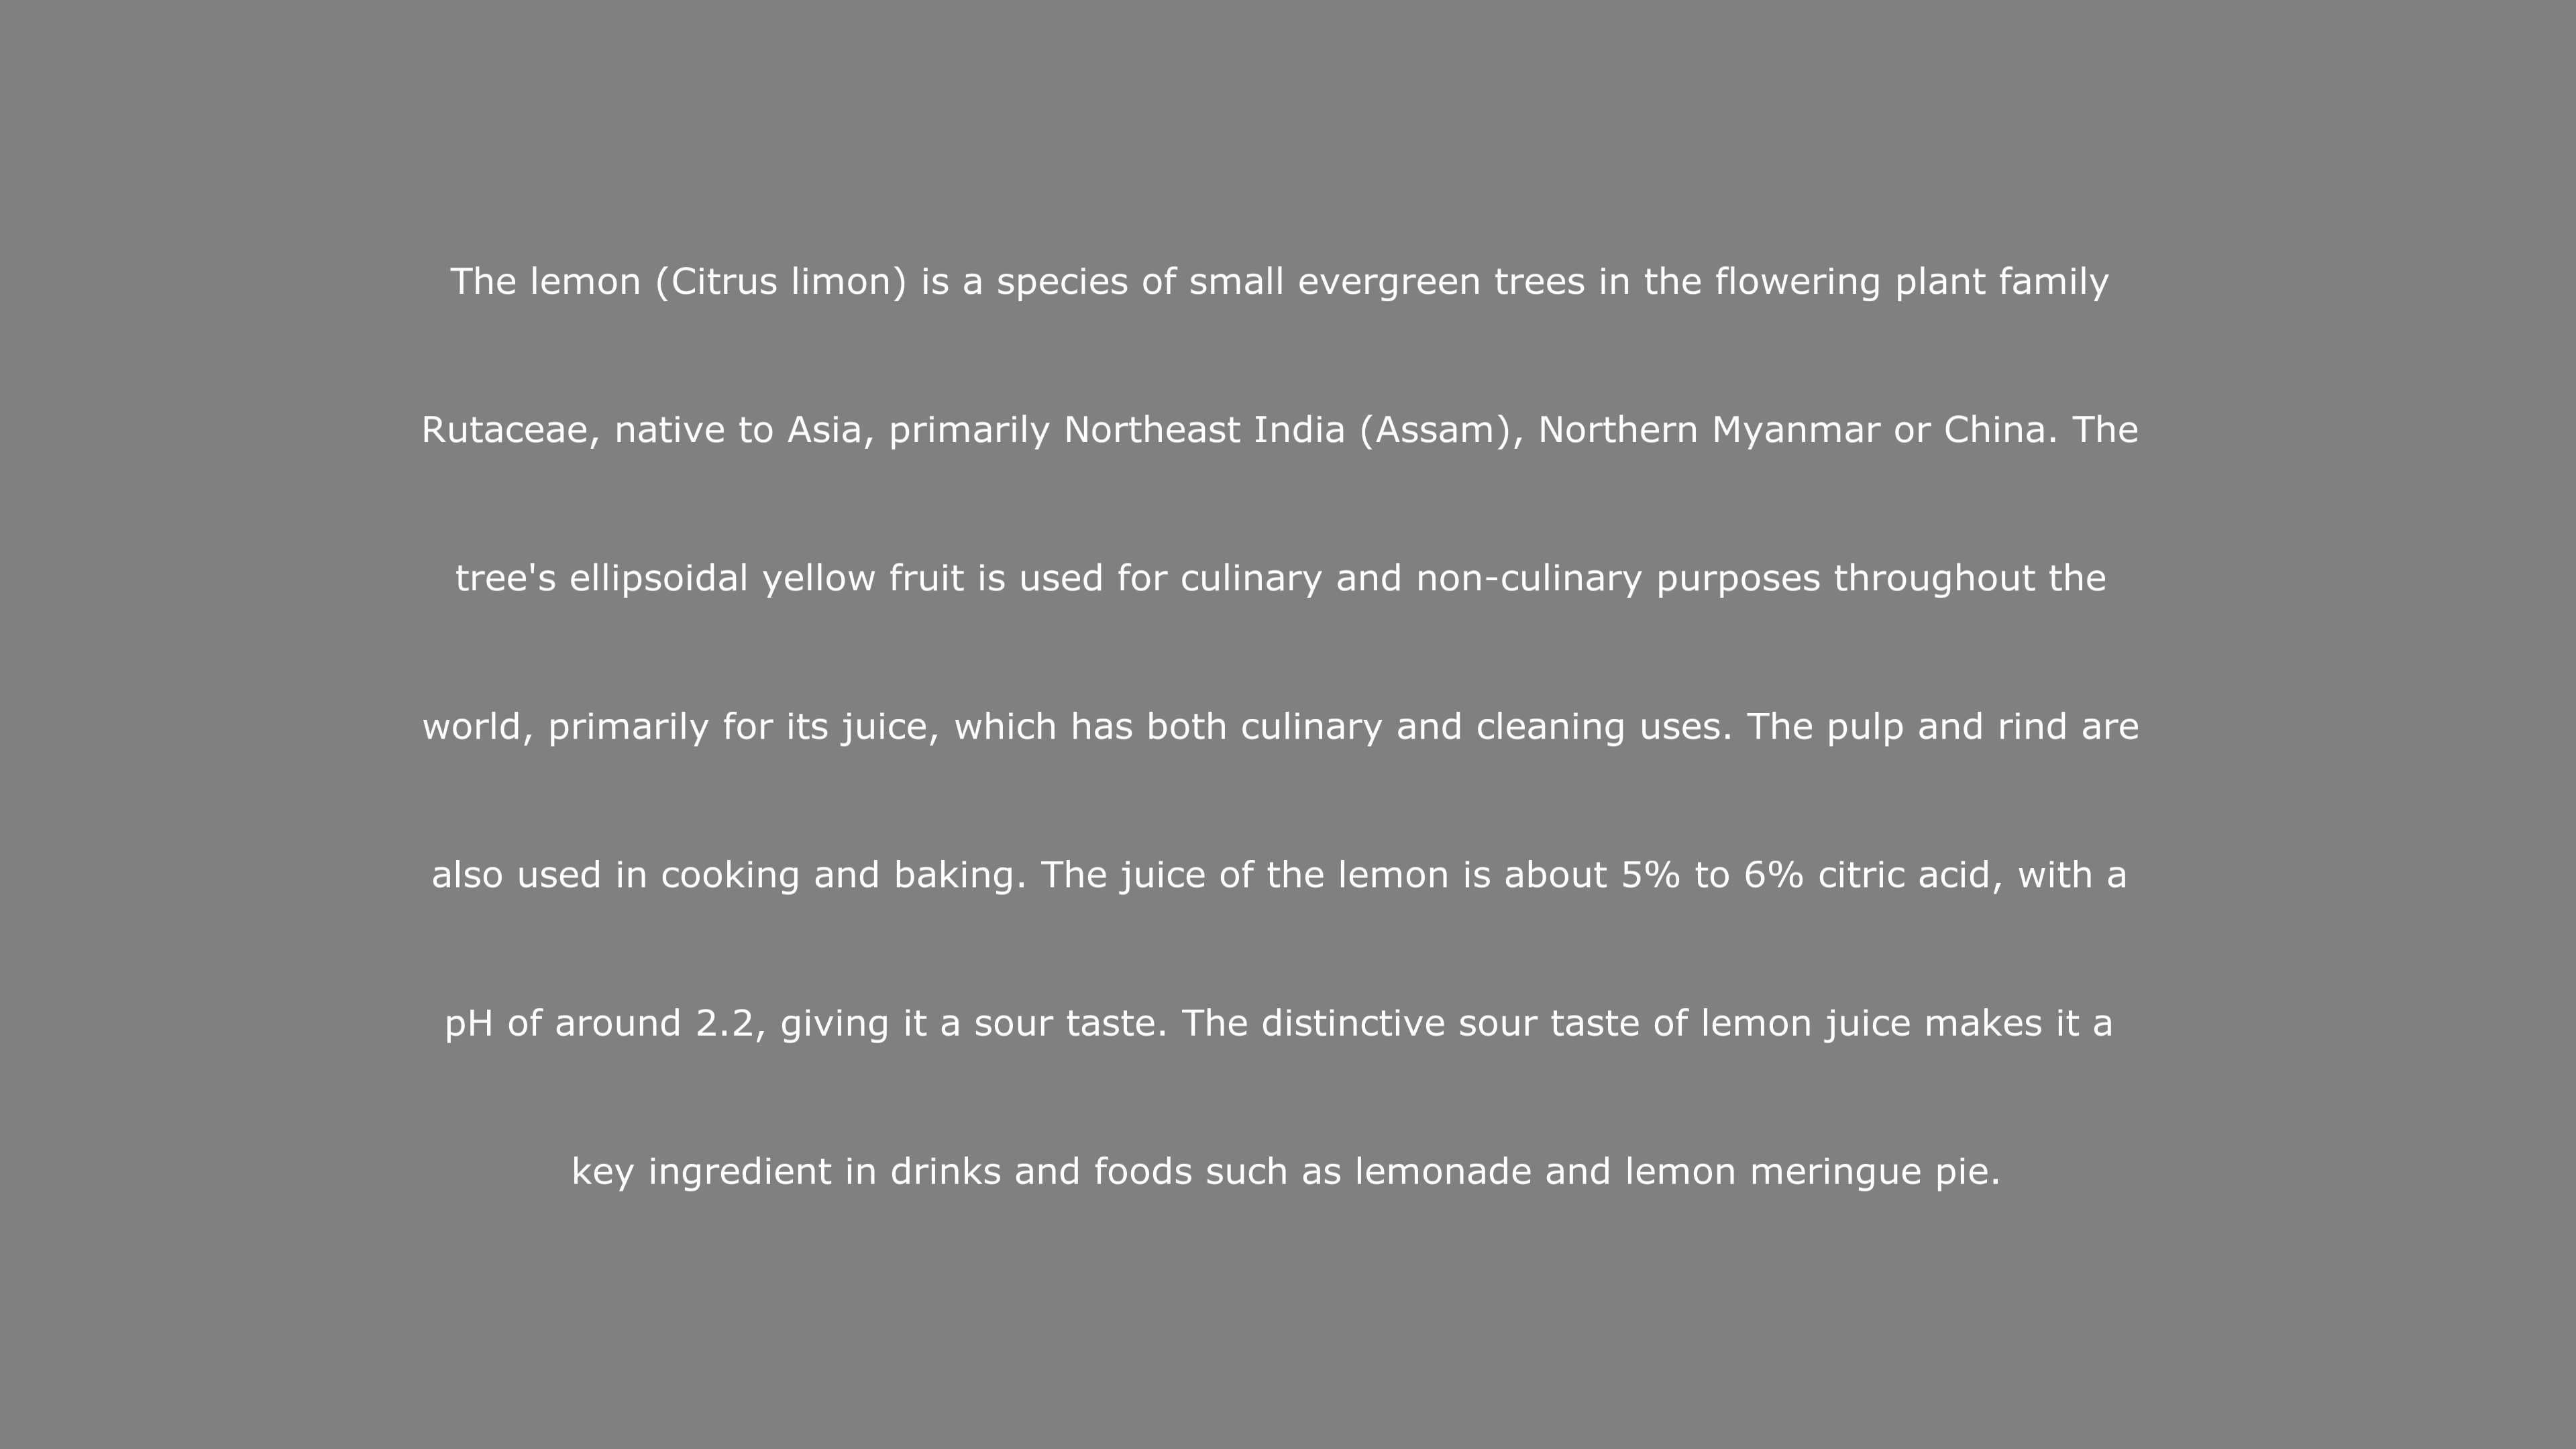 The lemon (Citrus limon) is a species of small evergreen trees in the flowering plant family
Rutaceae, native to Asia, primarily Northeast India (Assam), Northern Myanmar or China. The
tree's ellipsoidal yellow fruit is used for culinary and non-culinary purposes throughout the
world, primarily for its juice, which has both culinary and cleaning uses. The pulp and rind are
also used in cooking and baking. The juice of the lemon is about 5% to 6% citric acid, with a
pH of around 2.2, giving it a sour taste. The distinctive sour taste of lemon juice makes it a
key ingredient in drinks and foods such as lemonade and lemon meringue pie.